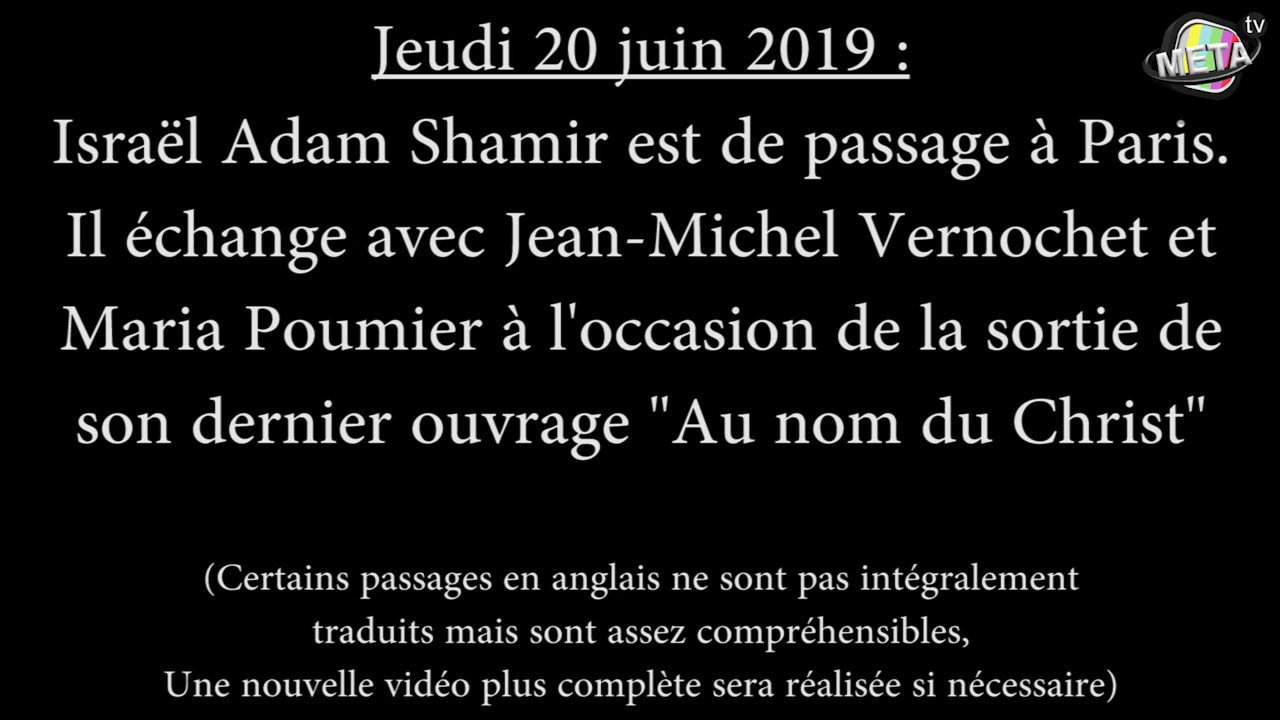 Jeudi 20 juin 2019 :
Israël Adam Shamir est de passage à Paris.
Il échange avec Jean-Michel Vernochet et
Maria Poumier à l'occasion de la sortie de
son dernier ouvrage "Au nom du Christ"
(Certains passages en anglais ne sont pas intégralement
traduits mais sont assez compréhensibles,
Une nouvelle vidéo plus complète sera réalisée si nécessaire)
META tv